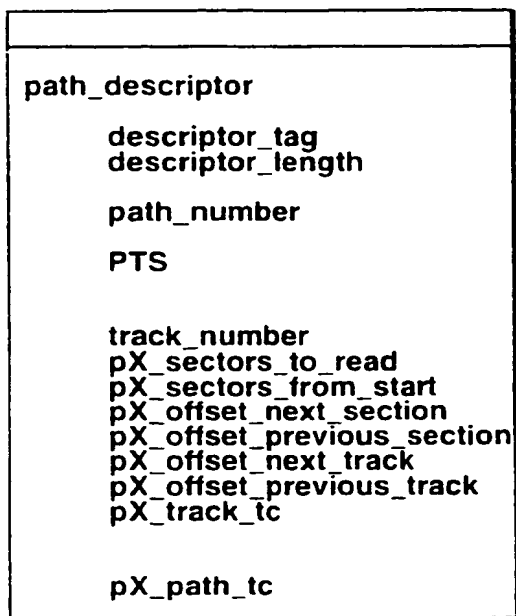 path_descriptor
descriptor_tag
descriptor_length
path_number
PTS
track_number
pX_sectors_to_read
pX_sectors_from_start
pX_offset_next_section
pX_offset_previous_section
pX_offset_next_track
pX_offset_previous_track
pX_track_tc
pX_path_tc